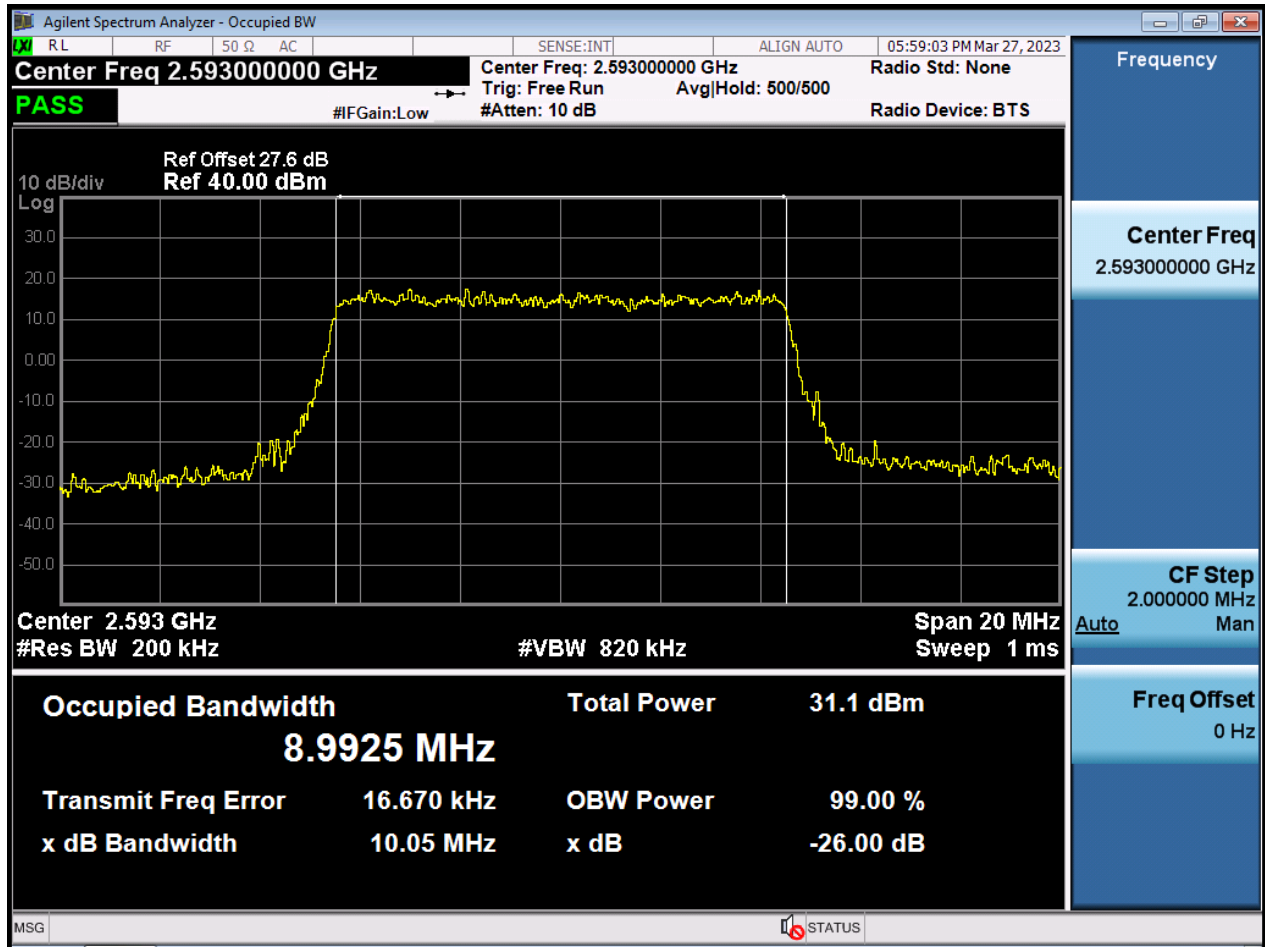 Agilent Spectrum Analyzer - Occupied BW
LXI RL RF 50 Ω AC SENSE:INT ALIGN AUTO 05:59:03 PM Mar 27, 2023
Center Freq 2.593000000 GHz
Center Freq: 2.593000000 GHz Radio Std: None
Trig: Free Run Avg|Hold: 500/500
PASS
#IFGain:Low #Atten: 10 dB Radio Device: BTS
Ref Offset 27.6 dB
10 dB/div Ref 40.00 dBm
Log
30.0
20.0
10.0
0.00
-10.0
-20.0
-30.0
-40.0
-50.0
Center 2.593 GHz Span 20 MHz
#Res BW 200 kHz #VBW 820 kHz Sweep 1 ms
Occupied Bandwidth Total Power 31.1 dBm
8.9925 MHz
Transmit Freq Error 16.670 kHz OBW Power 99.00 %
x dB Bandwidth 10.05 MHz x dB -26.00 dB
MSG STATUS
Frequency
Center Freq
2.593000000 GHz
CF Step
2.000000 MHz
Auto Man
Freq Offset
0 Hz